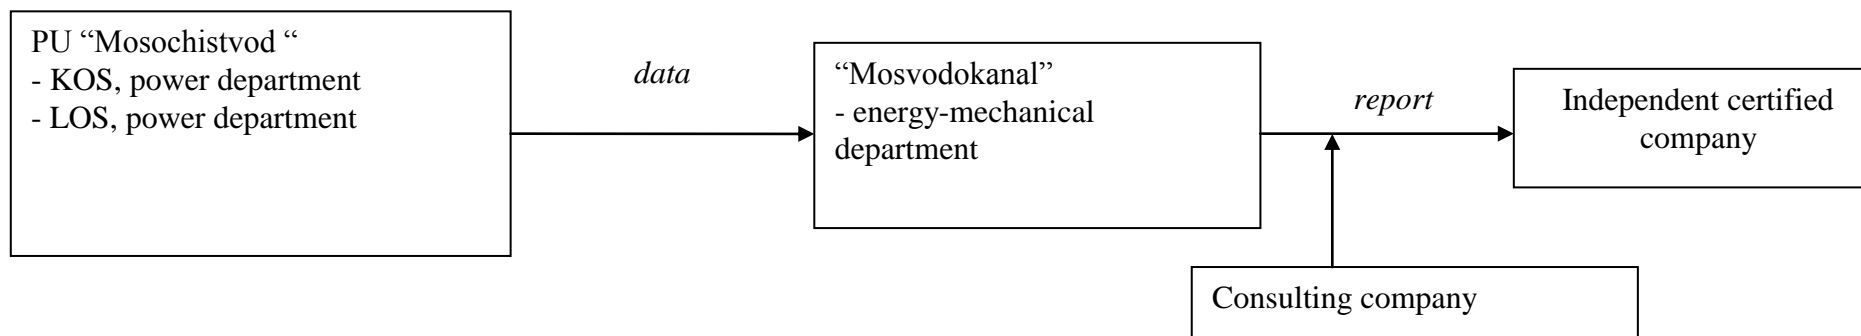 PU “Mosochistvod “
- KOS, power department
- LOS, power department
data
“Mosvodokanal”
- energy-mechanical
department
report
Independent certified
company
Consulting company